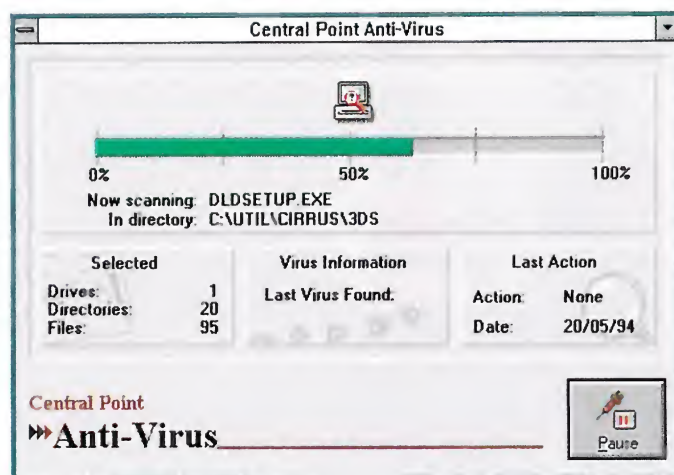 Central Point Anti-Virus
0% 50% 100%
Now scanning: DLDSETUP.EXE
In directory: C:\UTIL\CIRRUS\3DS
Selected
Drives: 1
Directories: 20
Files: 95
Virus Information
Last Virus Found:
Last Action
Action: None
Date: 20/05/94
Central Point
Anti-Virus
Pause